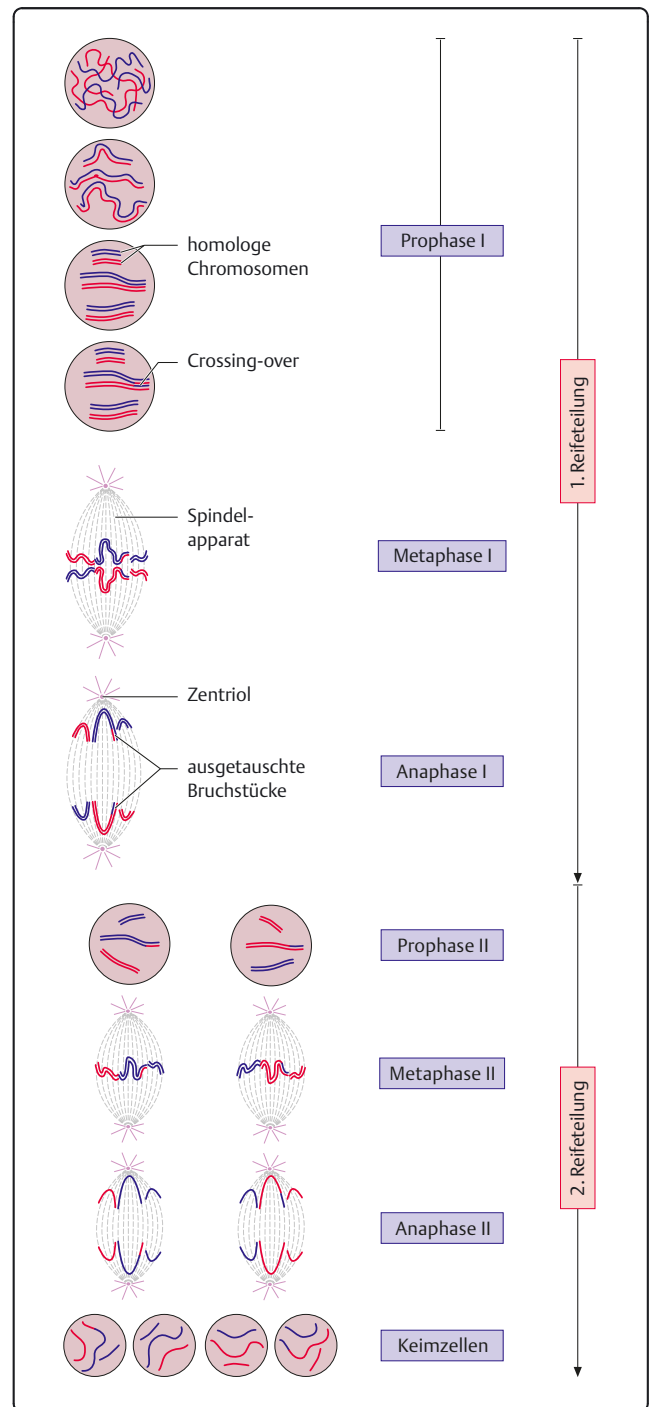 homologe
Chromosomen
Prophase I
Crossing-over
1. Reifeteilung
Spindel-
apparat
Metaphase I
Zentriol
ausgetauschte
Bruchstücke
Anaphase I
Prophase II
Metaphase II
2. Reifeteilung
Anaphase II
Keimzellen